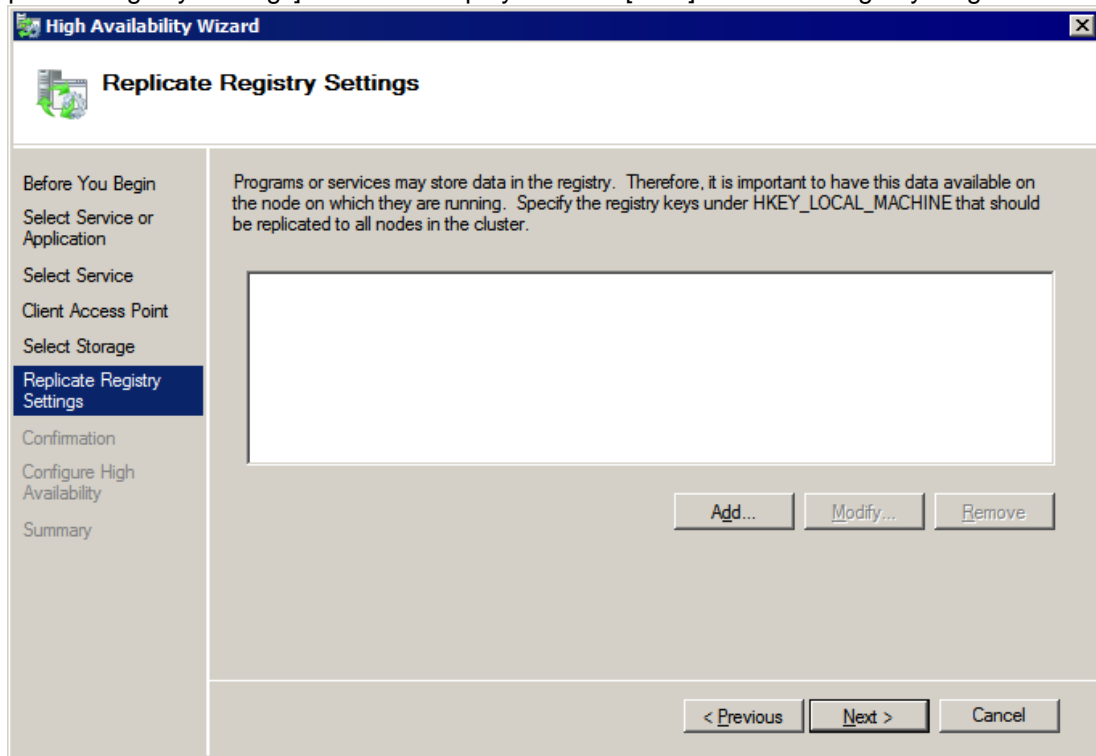 High Availability Wizard
Replicate Registry Settings
Before You Begin
Select Service or
Application
Select Service
Client Access Point
Select Storage
Replicate Registry
Settings
Confirmation
Configure High
Availability
Summary
Programs or services may store data in the registry.  Therefore, it is important to have this data available on
the node on which they are running.  Specify the registry keys under HKEY_LOCAL_MACHINE that should
be replicated to all nodes in the cluster.
Add...
Modify...
Remove
< Previous
Next >
Cancel